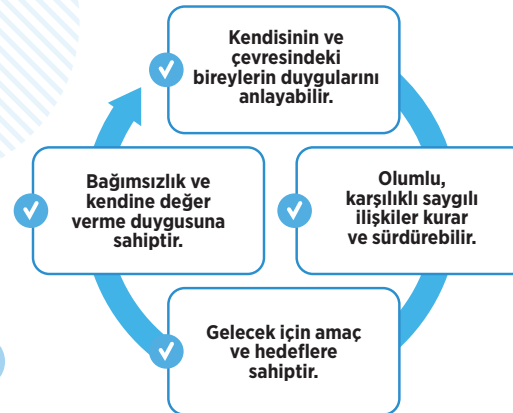 Kendisinin ve
çevresindeki
bireylerin duygularını
anlayabilir.
Olumlu,
karşılıklı saygılı
ilişkiler kurar
ve sürdürebilir.
Gelecek için amaç
ve hedeflere
sahiptir.
Bağımsızlık ve
kendine değer
verme duygusuna
sahiptir.